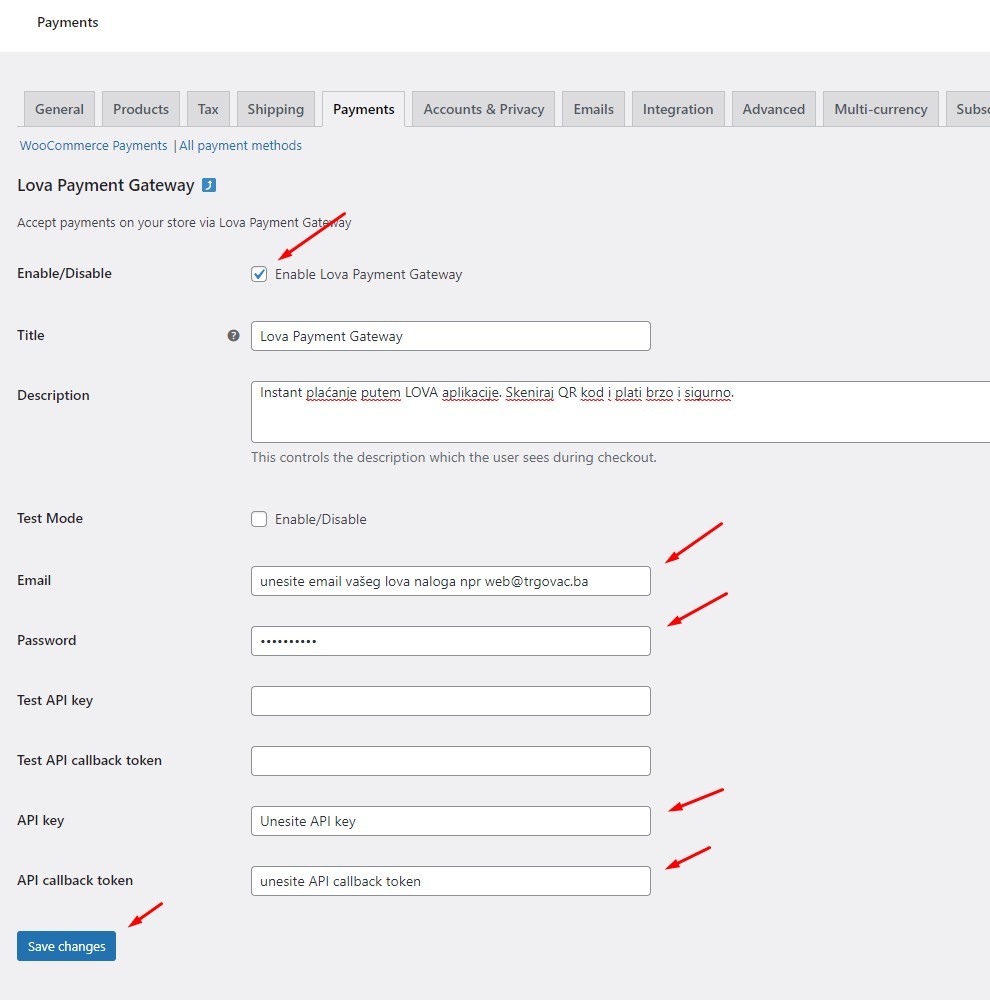 Payments
General Products Tax Shipping Payments Accounts & Privacy Emails Integration Advanced Multi-currency Subsc
WooCommerce Payments | All payment methods
Lova Payment Gateway
Accept payments on your store via Lova Payment Gateway
Enable/Disable Enable Lova Payment Gateway
Title Lova Payment Gateway
Description Instant plaćanje putem LOVA aplikacije. Skeniraj QR kod i plati brzo i sigurno.
This controls the description which the user sees during checkout.
Test Mode Enable/Disable
Email unesite email vašeg lova naloga npr web@trgovac.ba
Password ••••••••••
Test API key
Test API callback token
API key Unesite API key
API callback token unesite API callback token
Save changes